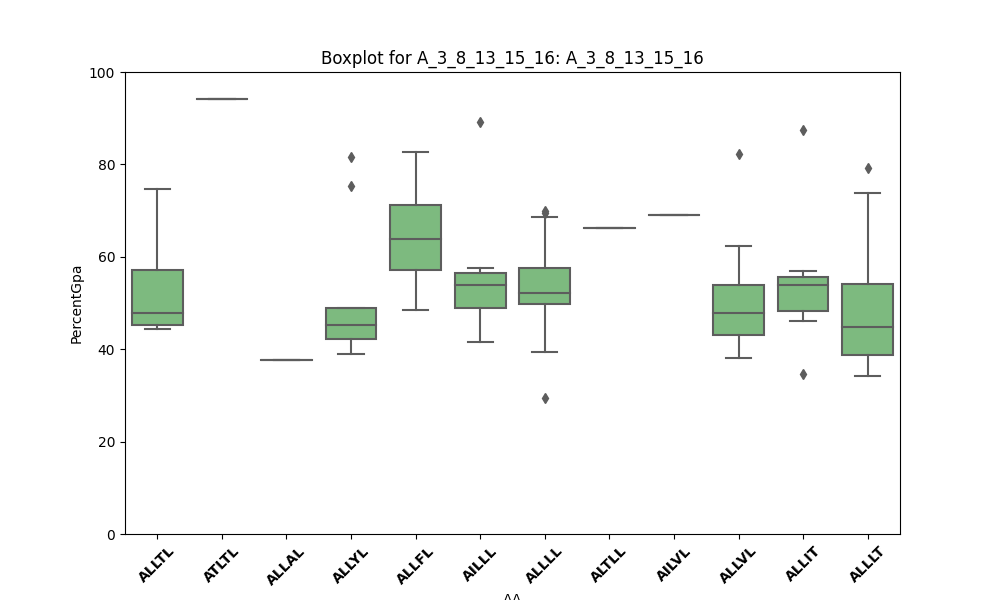 Boxplot for A_3_8_13_15_16: A_3_8_13_15_16
100
80
60
40
20
0
PercentGpa
ALLTL
ATLTL
ALLAL
ALLYL
ALLFL
AILLL
ALLLL
ALTLL
AILVL
ALLVL
ALLIT
ALLLT
AA